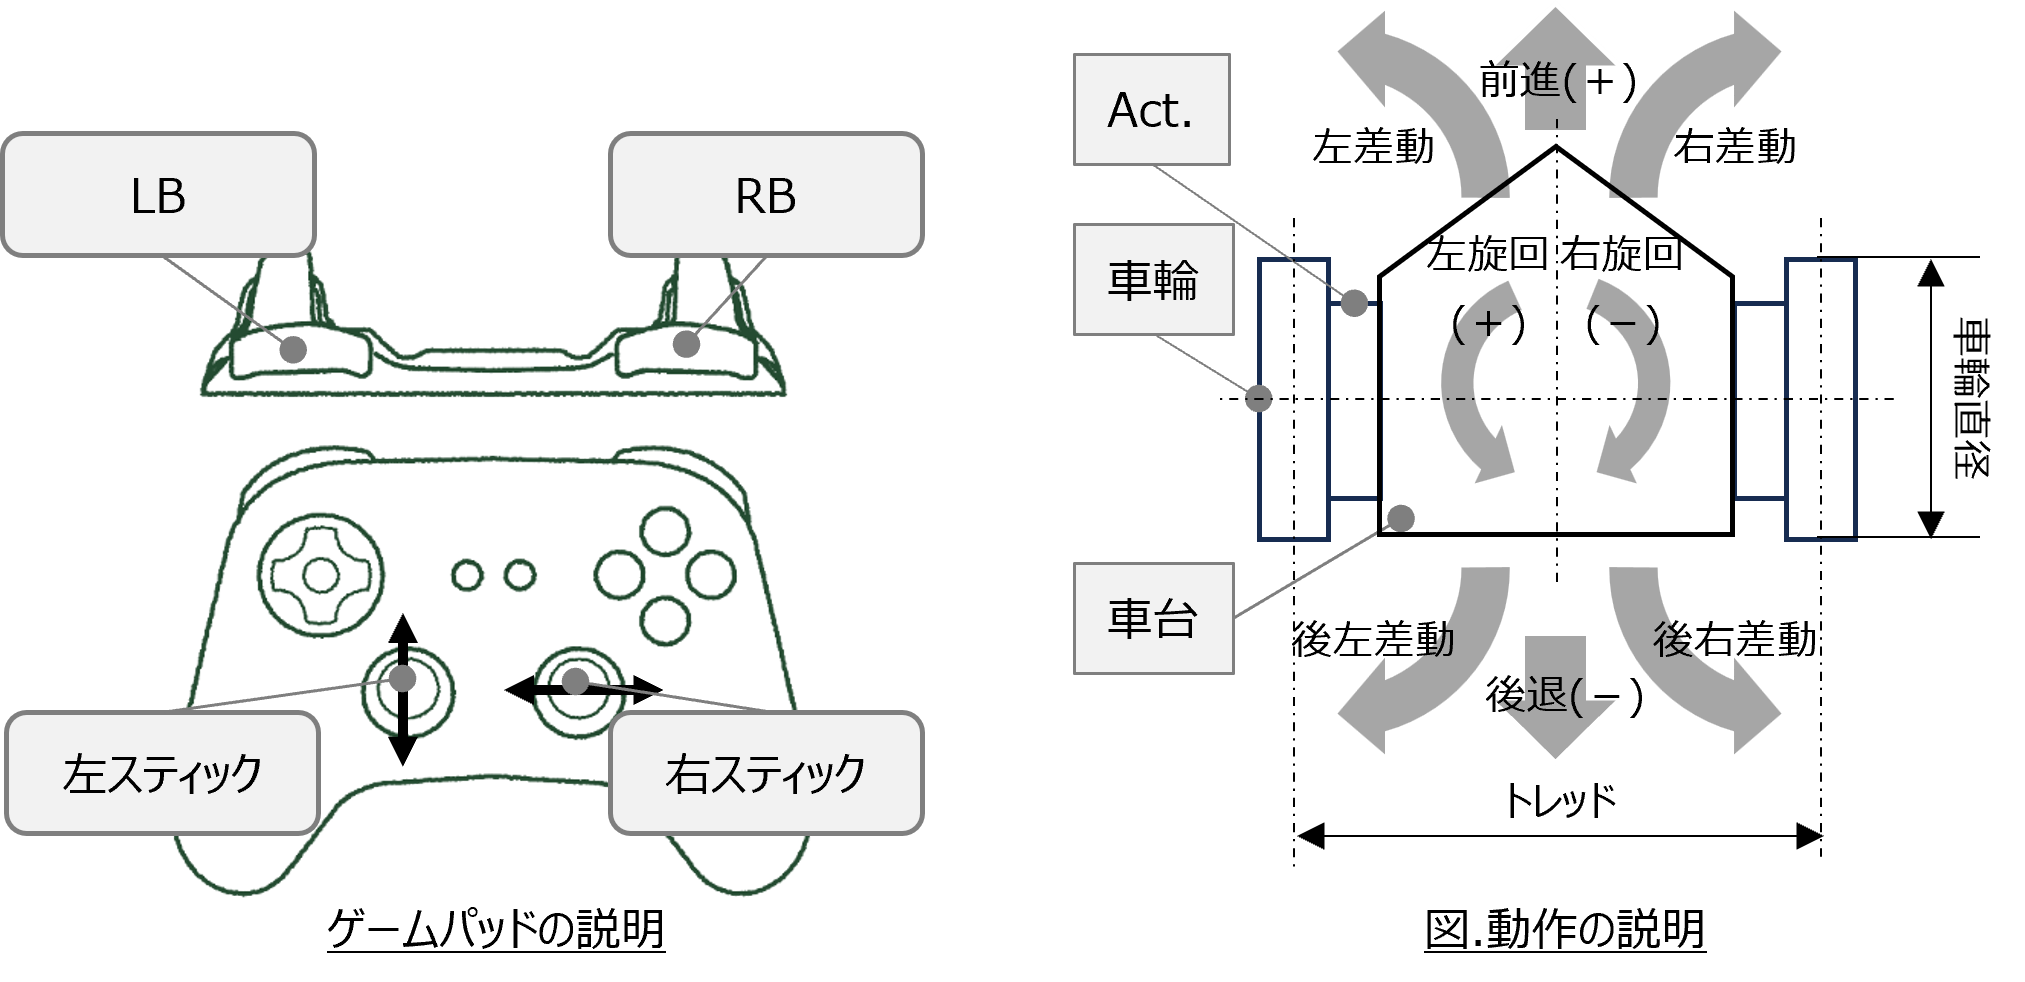 LB
RB
左スティック
右スティック
ゲームパッドの説明
Act.
車輪
車台
前進(+)
左差動
右差動
左旋回
右旋回
(+)
(-)
車輪直径
後左差動
後右差動
後退(-)
トレッド
図.動作の説明